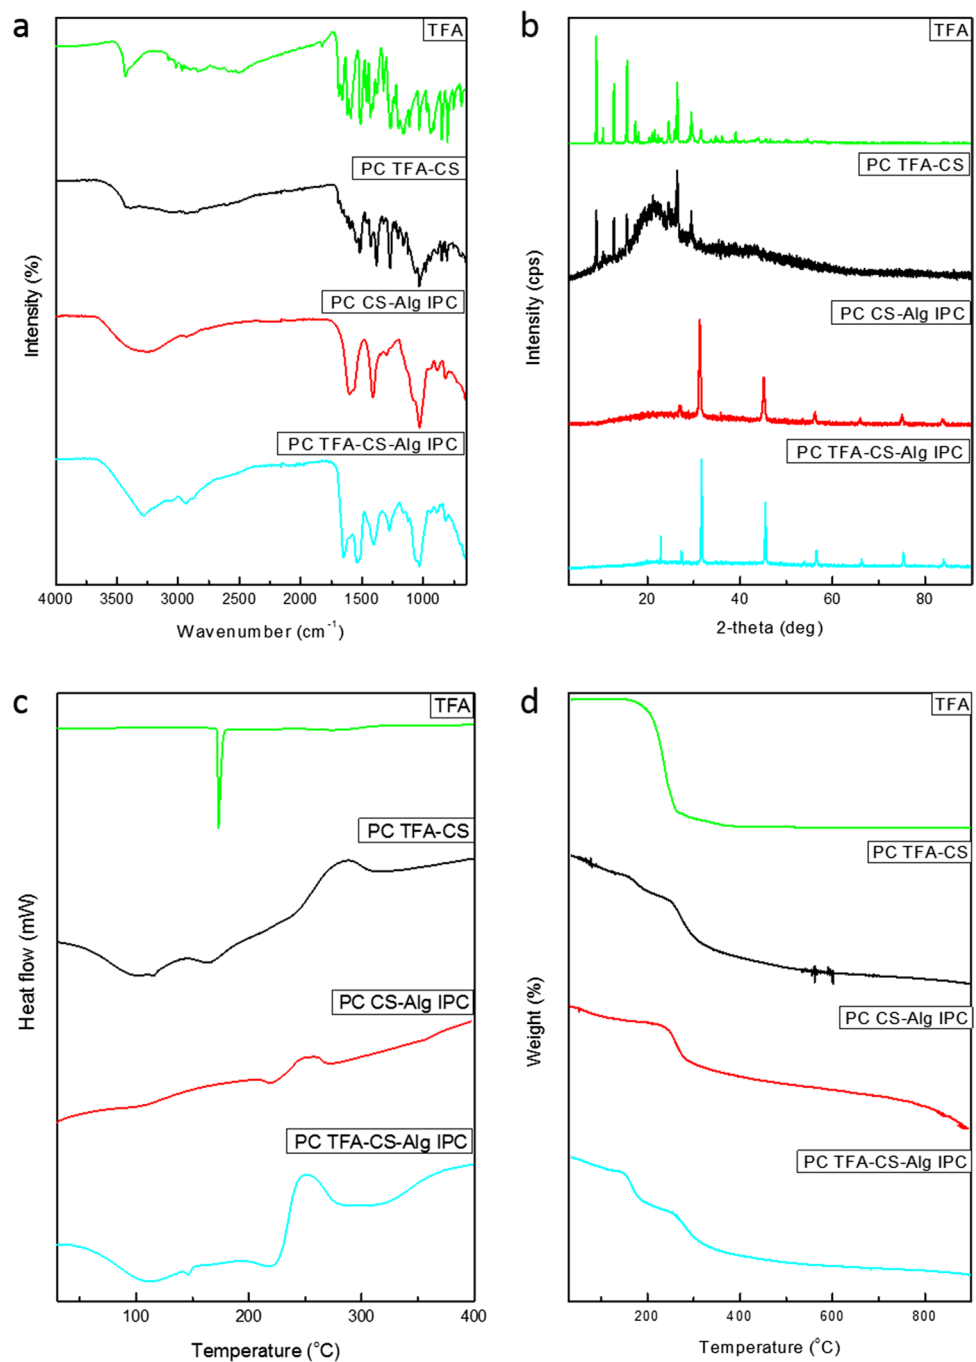 a
TFA
PC TFA-CS
PC CS-Alg IPC
PC TFA-CS-Alg IPC
Intensity (%)
4000 3500 3000 2500 2000 1500 1000
Wavenumber (cm⁻¹)
b
TFA
PC TFA-CS
PC CS-Alg IPC
PC TFA-CS-Alg IPC
Intensity (cps)
20 40 60 80
2-theta (deg)
c
TFA
PC TFA-CS
PC CS-Alg IPC
PC TFA-CS-Alg IPC
Heat flow (mW)
100 200 300 400
Temperature (°C)
d
TFA
PC TFA-CS
PC CS-Alg IPC
PC TFA-CS-Alg IPC
Weight (%)
200 400 600 800
Temperature (°C)